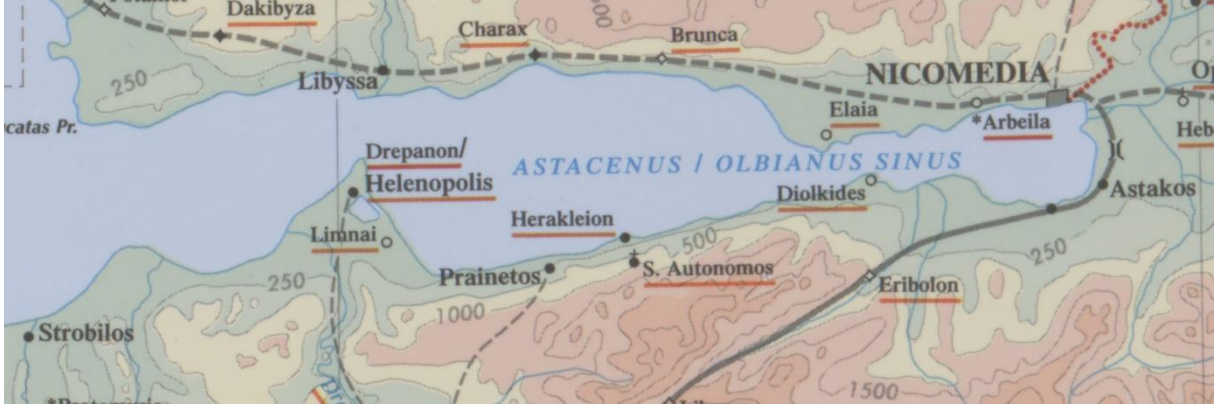 Dakibyza
Charax
Brunca
Libyssa
250
NICOMEDIA
Elaia
*Arbeila
catas Pr.
Heb
Drepanon/
Helenopolis
ASTACENUS / OLBIANUS SINUS
Diolkides
Astakos
Herakleion
Limnai
500
250
Prainetos
S. Autonomos
250
Eribolon
1000
Strobilos
1500